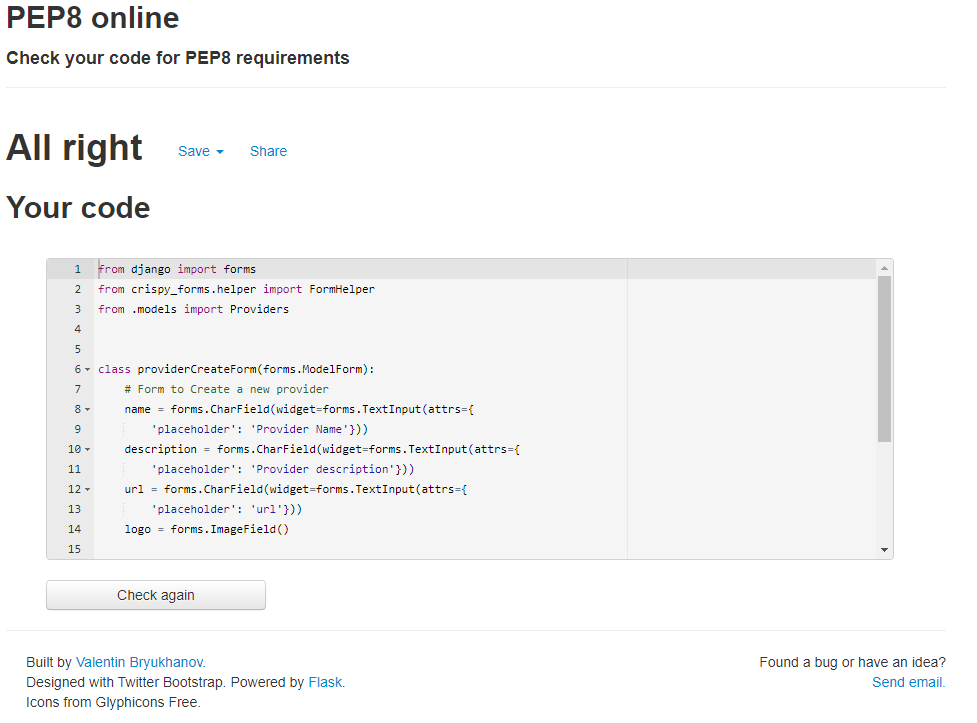 PEP8 online
Check your code for PEP8 requirements
All right Save Share
Your code
1 from django import forms
2 from crispy_forms.helper import FormHelper
3 from .models import Providers
4
5
6 class providerCreateForm(forms.ModelForm):
7 # Form to Create a new provider
8 name = forms.CharField(widget=forms.TextInput(attrs={
9 'placeholder': 'Provider Name'}))
10 description = forms.CharField(widget=forms.TextInput(attrs={
11 'placeholder': 'Provider description'}))
12 url = forms.CharField(widget=forms.TextInput(attrs={
13 'placeholder': 'url'}))
14 logo = forms.ImageField()
15
Check again
Built by Valentin Bryukhanov.
Designed with Twitter Bootstrap. Powered by Flask.
Icons from Glyphicons Free.
Found a bug or have an idea?
Send email.